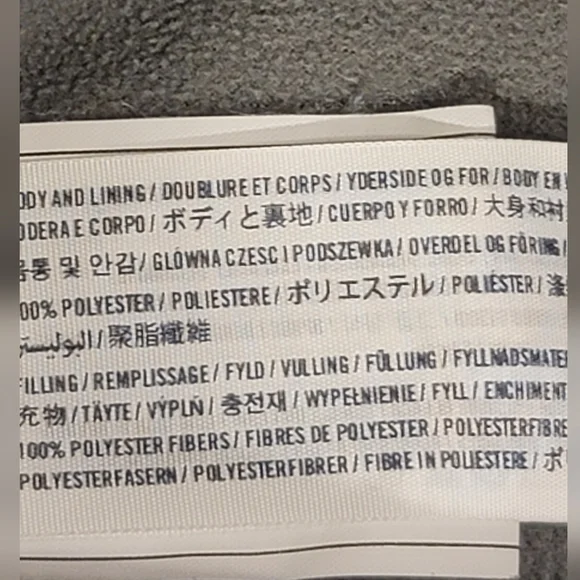 ODY AND LINING / DOUBLURE ET CORPS / YDERSIDE OG FOR / BODY EN
ODERA E CORPO / ボディと裏地 / CUERPO Y FORRO / 大身和村
몸통 및 안감 / GLÓWNA CZESC I PODSZEWKA / OVERDEL OG FÔRING /
00% POLYESTER / POLIESTERE / ポリエステル / POLIÉSTER / 涤
البوليستر / 聚脂纖維
FILLING / REMPLISSAGE / FYLD / VULLING / FÜLLUNG / FYLLNADSMATE
充物 / TÄYTE / VÝPLŇ / 충전재 / WYPEŁNIENIE / FYLL / ENCHIMENT
100% POLYESTER FIBERS / FIBRES DE POLYESTER / POLYESTERFIBRE
POLYESTERFASERN / POLYESTERFIBRER / FIBRE IN POLIESTERE / ポ